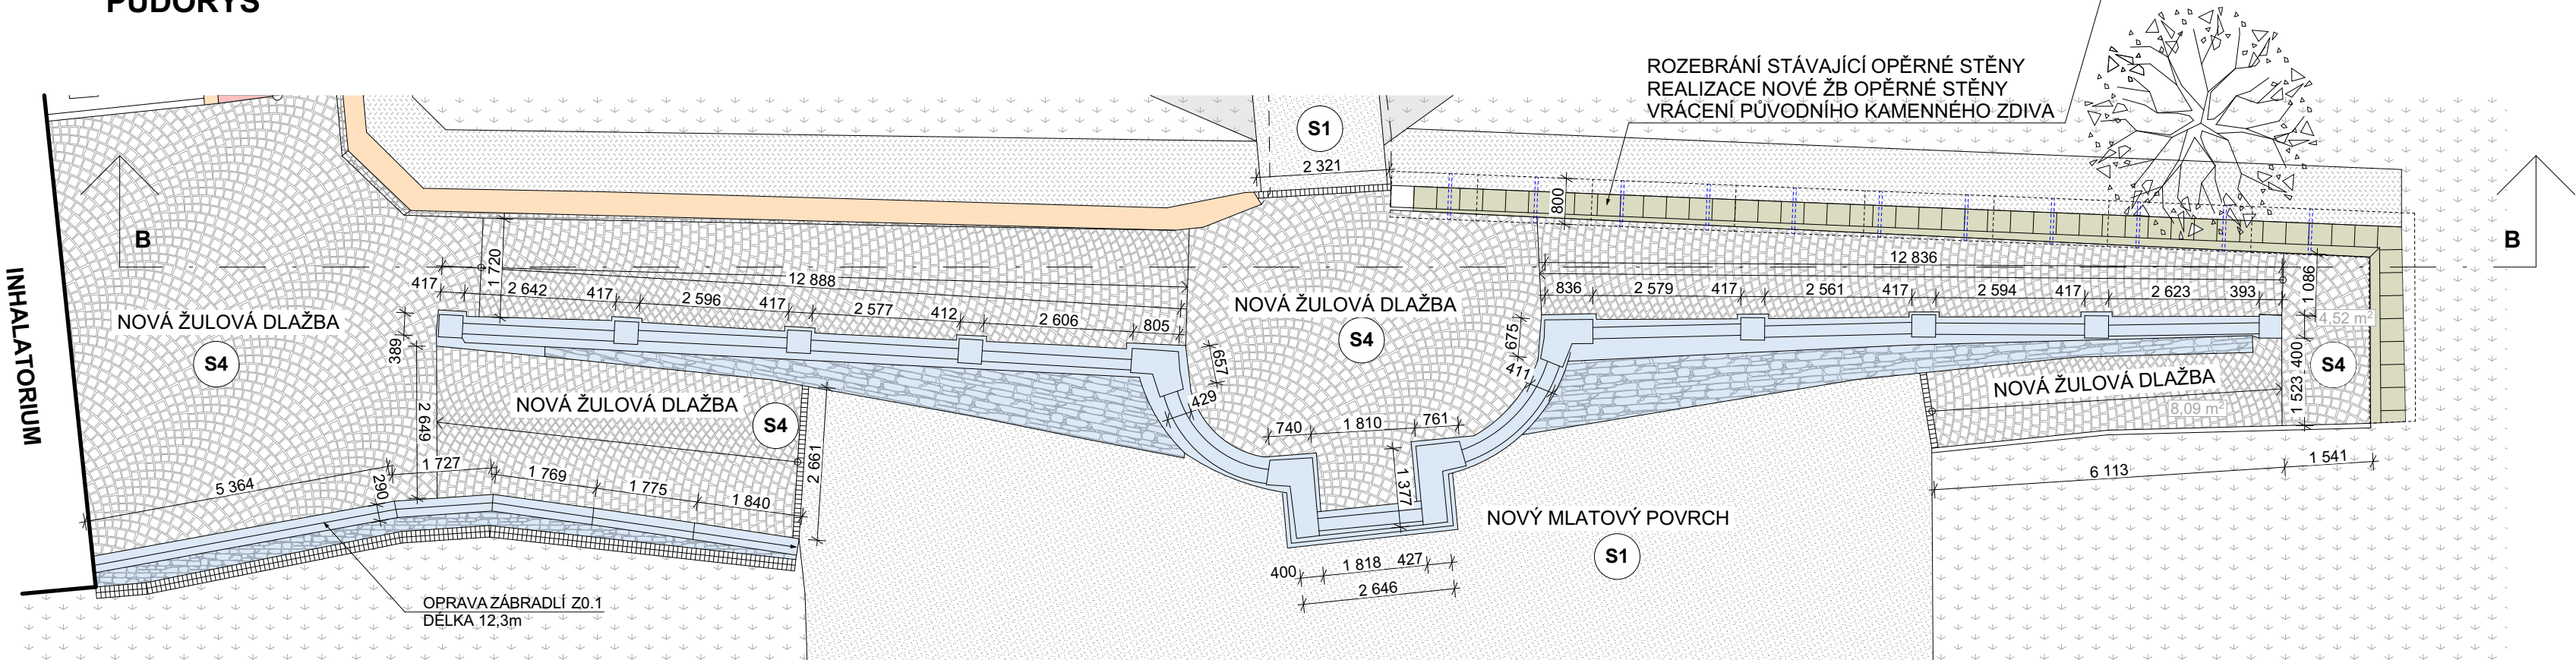 PŮDORYS
ROZEBRÁNÍ STÁVAJÍCÍ OPĚRNÉ STĚNY
REALIZACE NOVÉ ŽB OPĚRNÉ STĚNY
VRÁCENÍ PŮVODNÍHO KAMENNÉHO ZDIVA
S1
2 321
800
B
B
INHALATORIUM
1 720
12 888
417
2 642
417
2 596
417
2 577
412
2 606
805
12 836
836
2 579
417
2 561
417
2 594
417
2 623
393
1 086
4,52 m²
NOVÁ ŽULOVÁ DLAŽBA
S4
389
NOVÁ ŽULOVÁ DLAŽBA
S4
657
429
675
411
400
1 523
S4
NOVÁ ŽULOVÁ DLAŽBA
8,09 m²
NOVÁ ŽULOVÁ DLAŽBA
S4
2 649
2 661
740
1 810
761
1 377
5 364
290
1 727
1 769
1 775
1 840
6 113
1 541
NOVÝ MLATOVÝ POVRCH
S1
400
1 818
427
2 646
OPRAVA ZÁBRADLÍ Z0.1
DÉLKA 12,3m